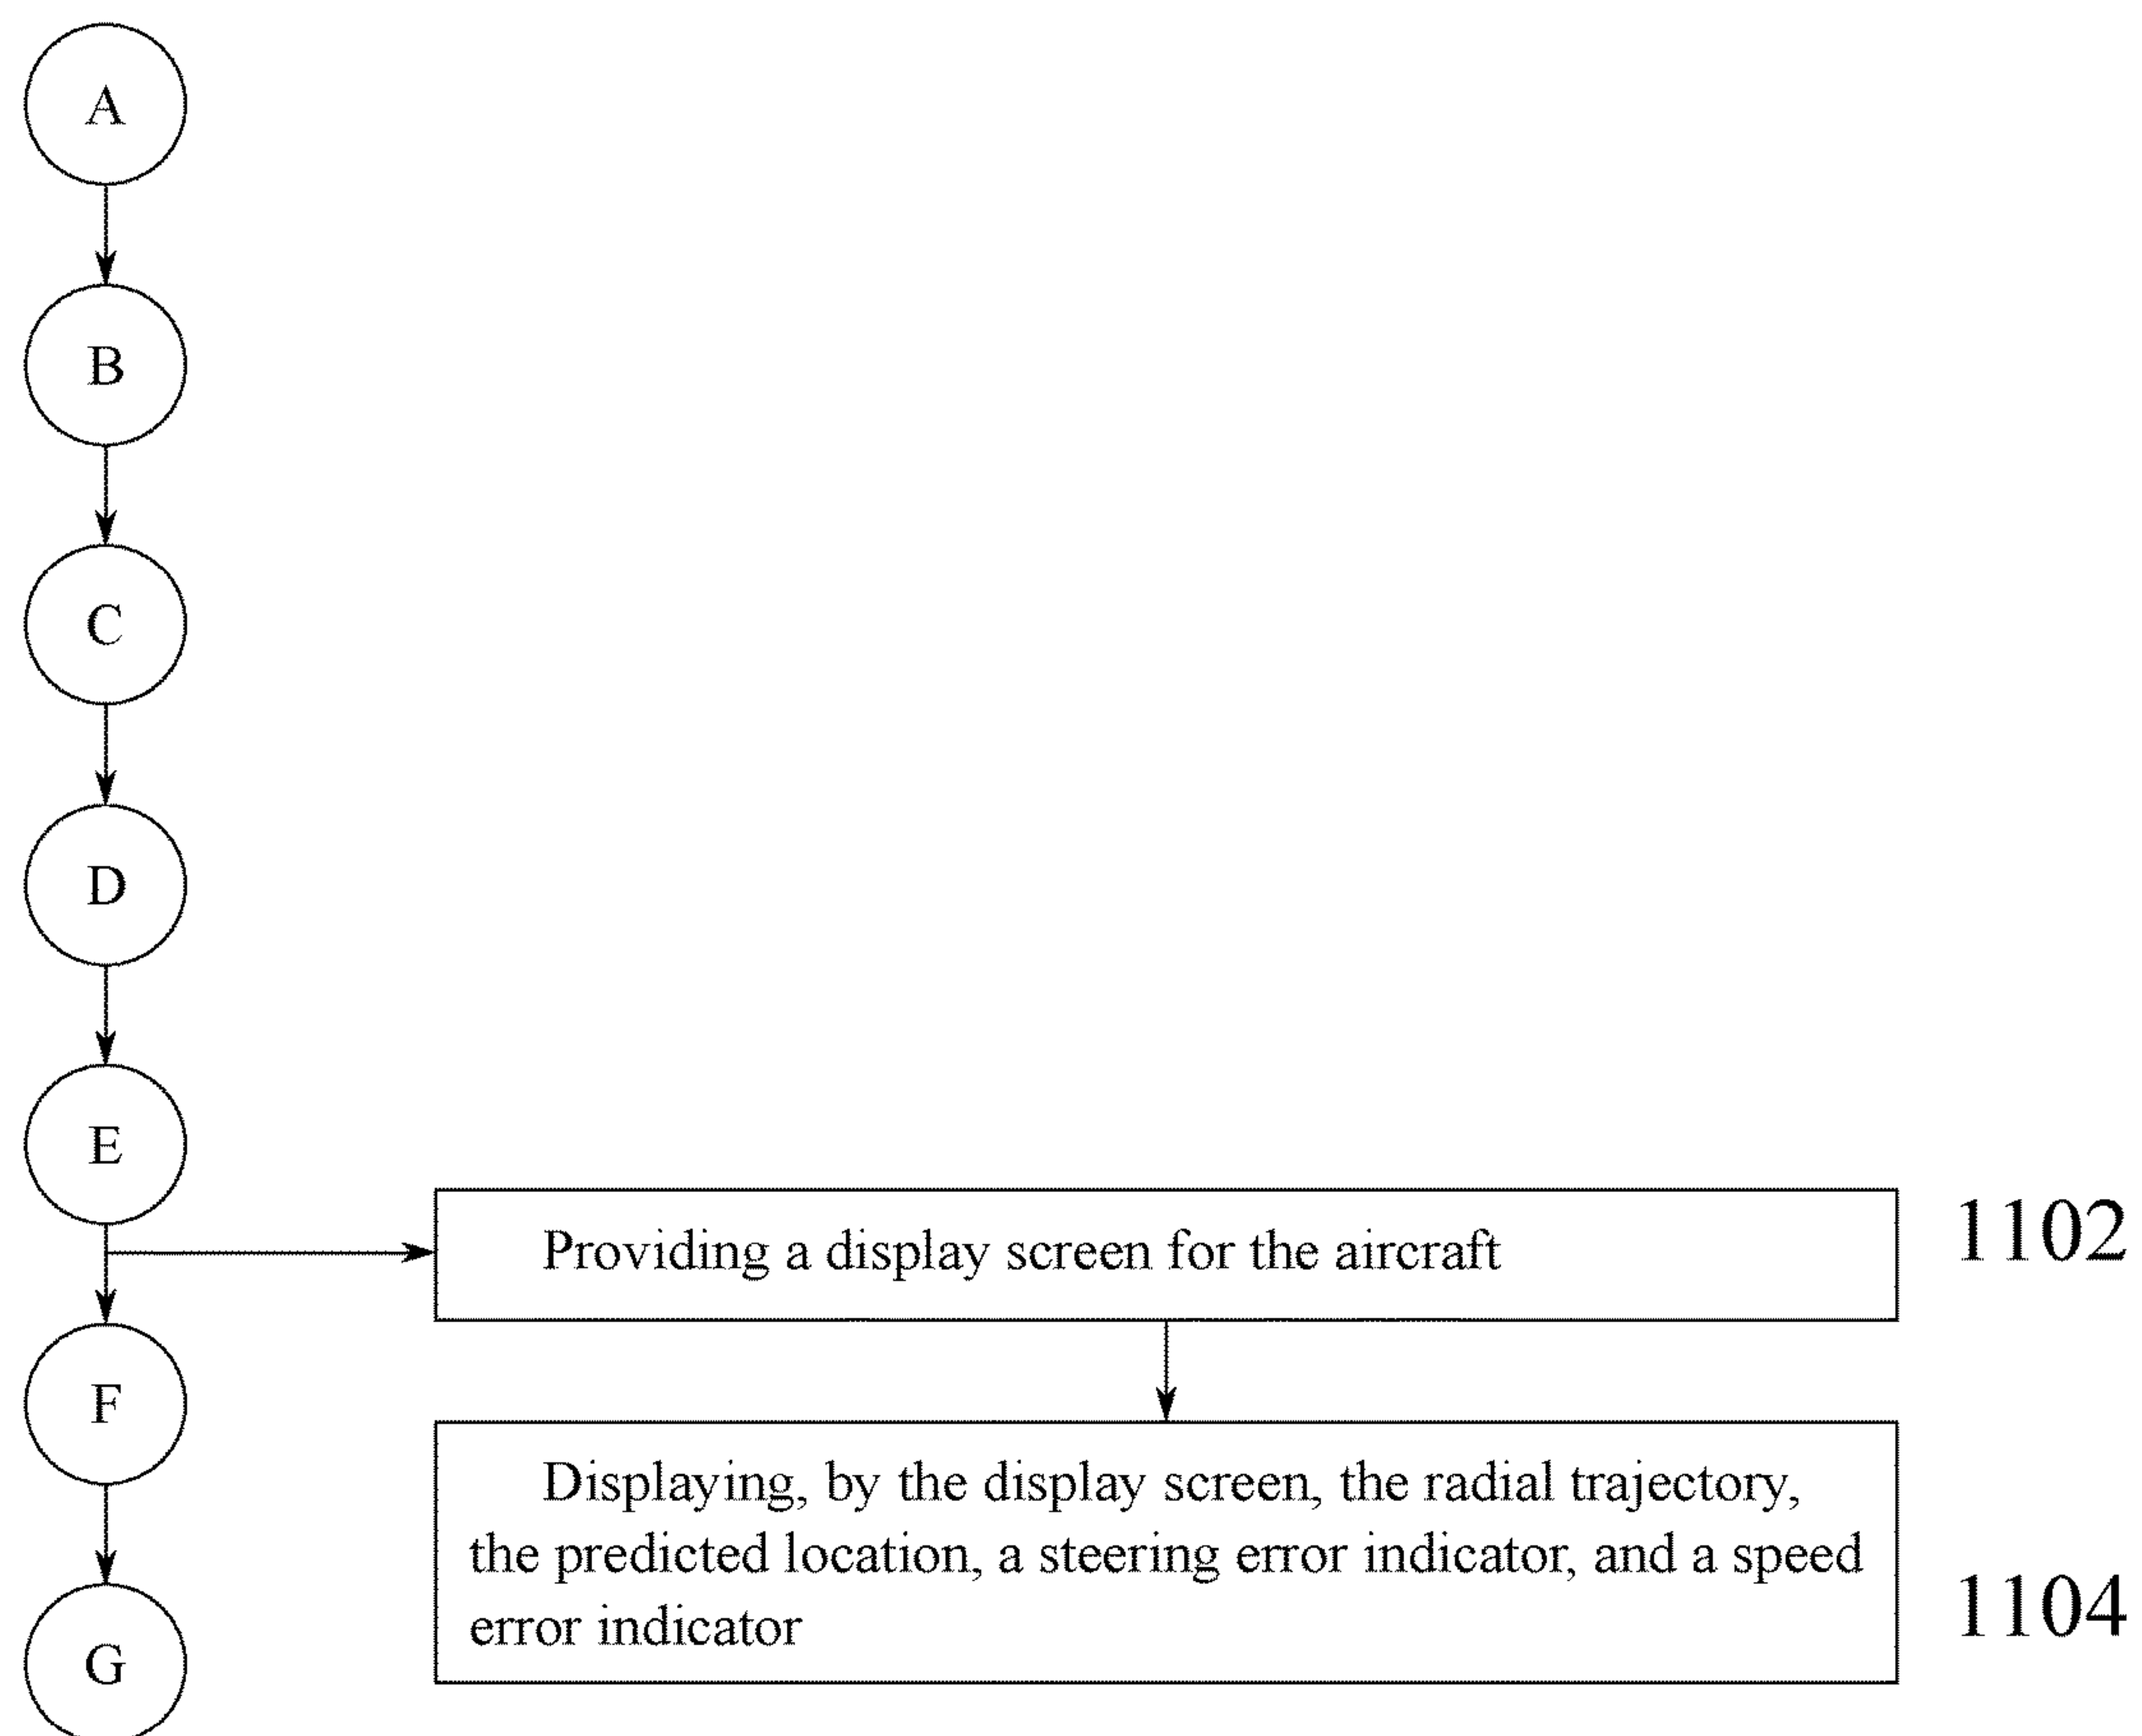 A
B
C
D
E
Providing a display screen for the aircraft
1102
F
Displaying, by the display screen, the radial trajectory,
the predicted location, a steering error indicator, and a speed
error indicator
1104
G